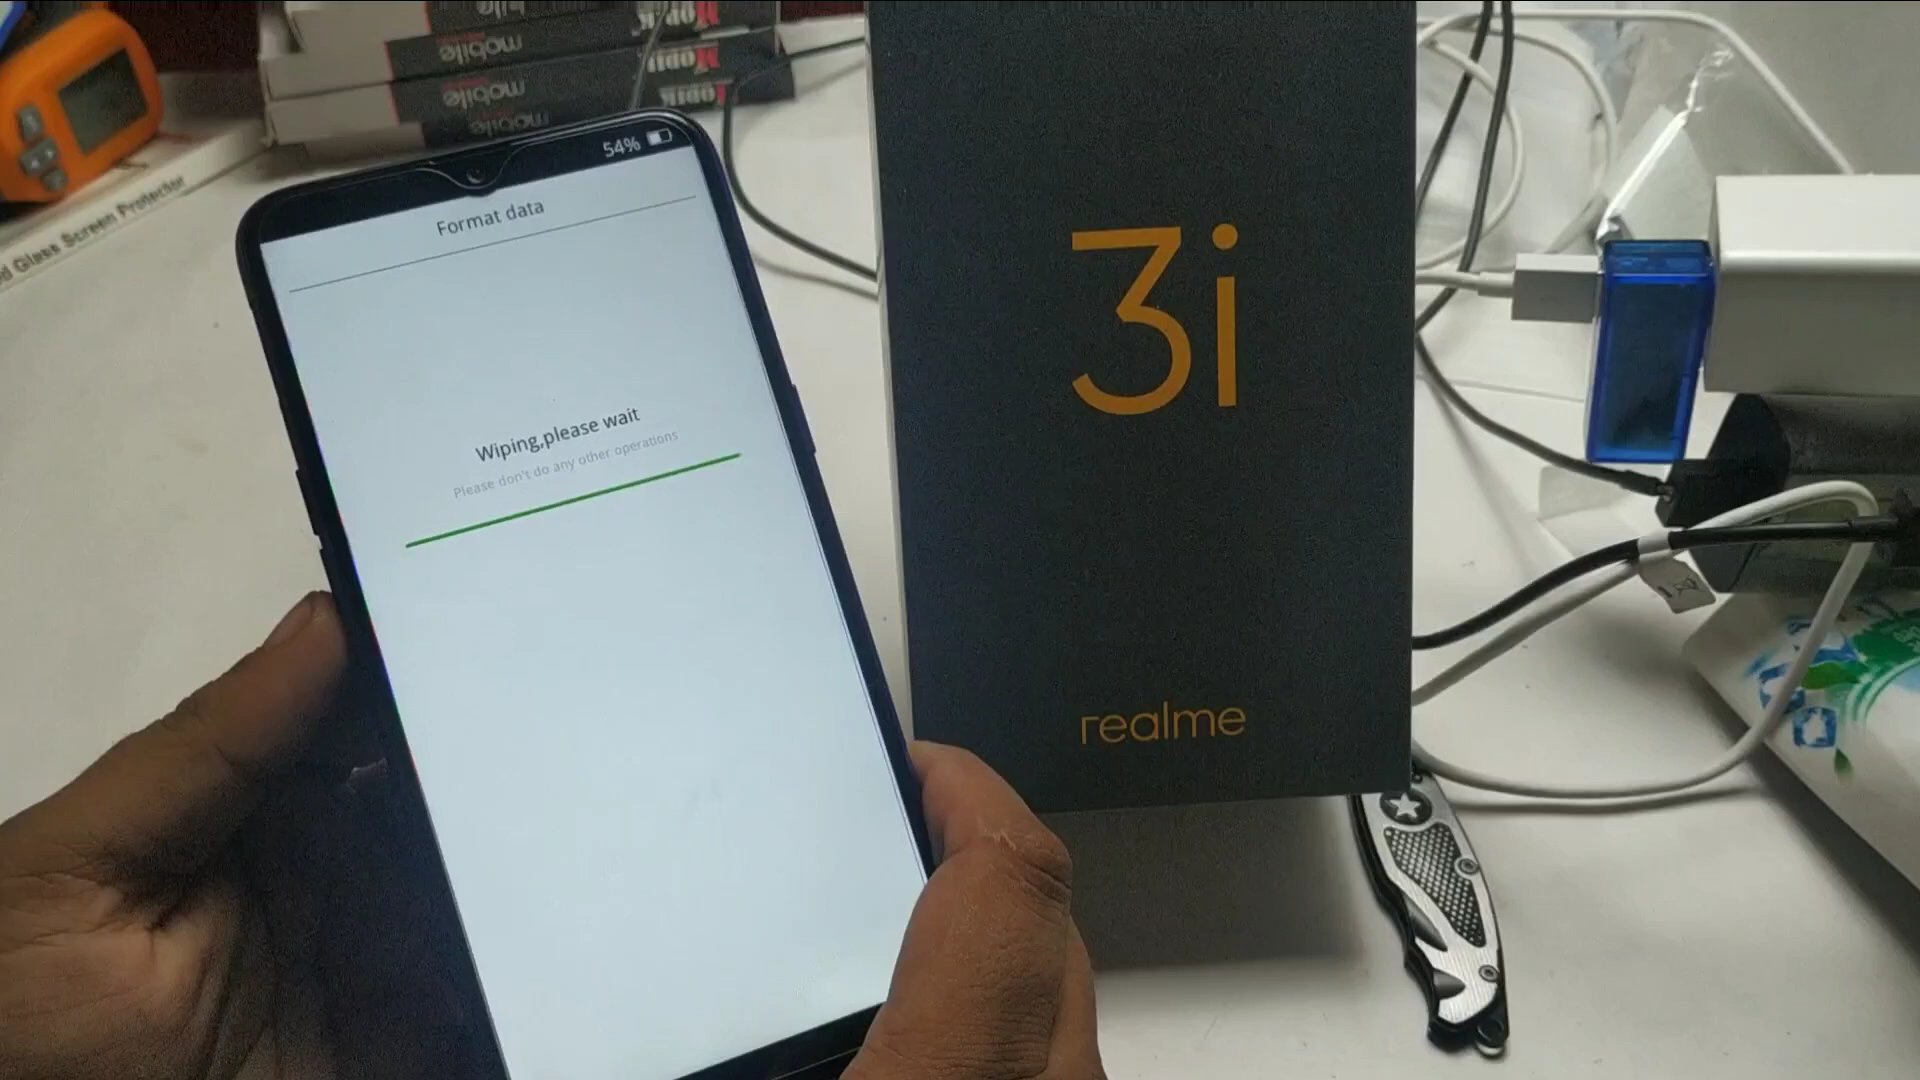 mobile
mobile
mobile
d Glass Screen Protector
54%
Format data
Wiping,please wait
Please don't do any other operations
3i
realme